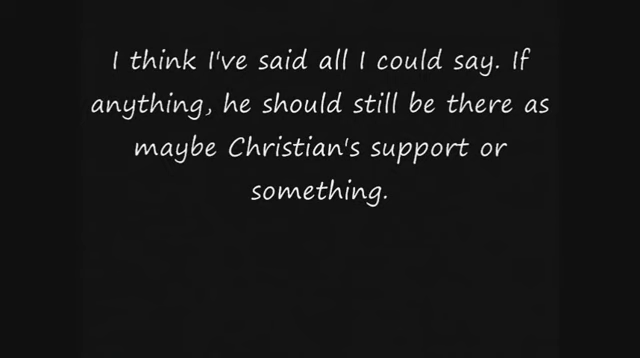 I think I've said all I could say. If
anything, he should still be there as
maybe Christian's support or
something.